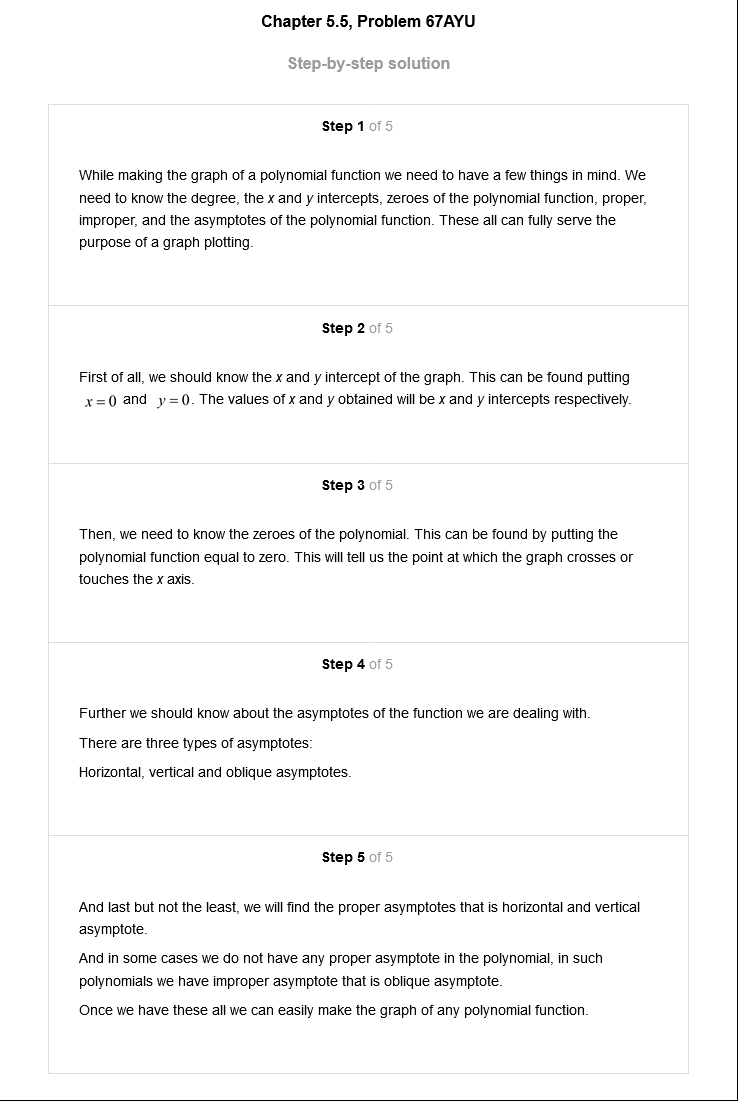 Chapter 5.5, Problem 67AYU
Step-by-step solution
Step 1 of 5
While making the graph of a polynomial function we need to have a few things in mind. We
need to know the degree, the x and y intercepts, zeroes of the polynomial function, proper,
improper, and the asymptotes of the polynomial function. These all can fully serve the
purpose of a graph plotting.
Step 2 of 5
First of all, we should know the x and y intercept of the graph. This can be found putting
x = 0 and y = 0. The values of x and y obtained will be x and y intercepts respectively.
Step 3 of 5
Then, we need to know the zeroes of the polynomial. This can be found by putting the
polynomial function equal to zero. This will tell us the point at which the graph crosses or
touches the x axis.
Step 4 of 5
Further we should know about the asymptotes of the function we are dealing with.
There are three types of asymptotes:
Horizontal, vertical and oblique asymptotes.
Step 5 of 5
And last but not the least, we will find the proper asymptotes that is horizontal and vertical
asymptote.
And in some cases we do not have any proper asymptote in the polynomial, in such
polynomials we have improper asymptote that is oblique asymptote.
Once we have these all we can easily make the graph of any polynomial function.